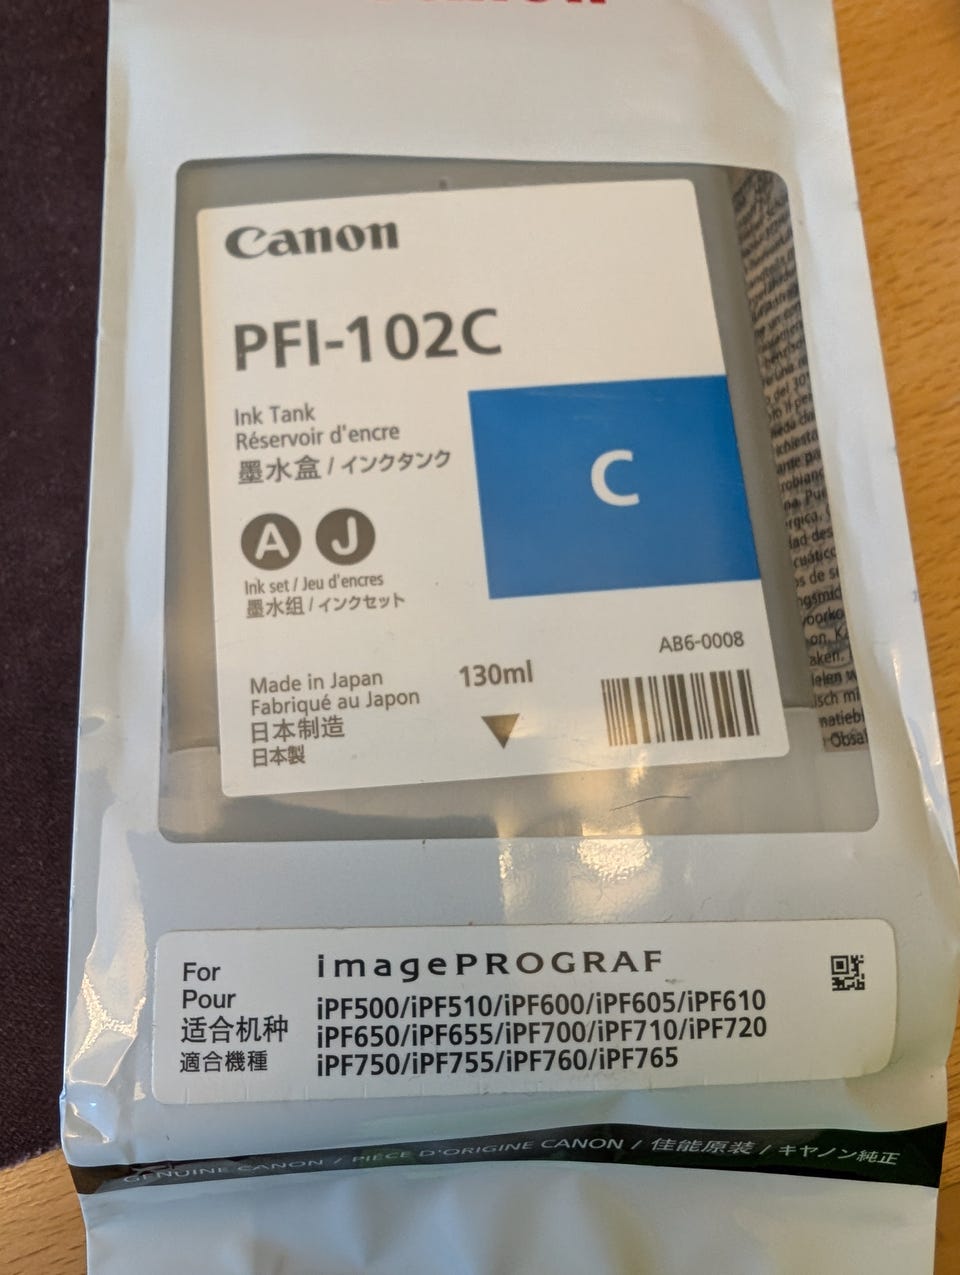 Canon
Canon
PFI-102C
Ink Tank
Réservoir d'encre
墨水盒 / インクタンク
C
A J
Ink set / Jeu d'encres
墨水组 / インクセット
AB6-0008
Made in Japan
Fabriqué au Japon
日本制造
日本製
130ml
For
Pour
适合机种
適合機種
imagePROGRAF
iPF500/iPF510/iPF600/iPF605/iPF610
iPF650/iPF655/iPF700/iPF710/iPF720
iPF750/iPF755/iPF760/iPF765
GENUINE CANON / PIÈCE D'ORIGINE CANON / 佳能原装 / キヤノン純正